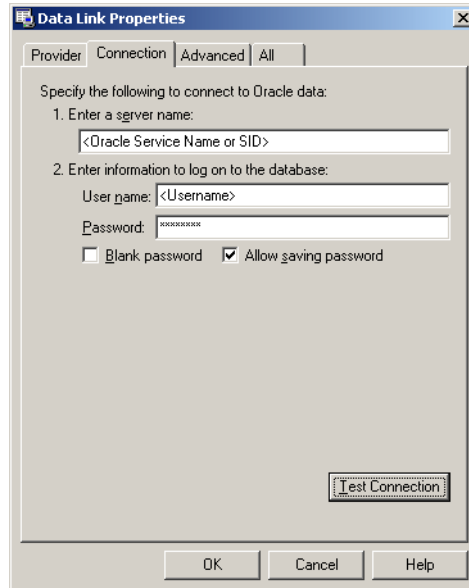 Data Link Properties
Provider Connection Advanced All
Specify the following to connect to Oracle data:
1. Enter a server name:
<Oracle Service Name or SID>
2. Enter information to log on to the database:
User name: <Username>
Password: ********
Blank password Allow saving password
Test Connection
OK Cancel Help